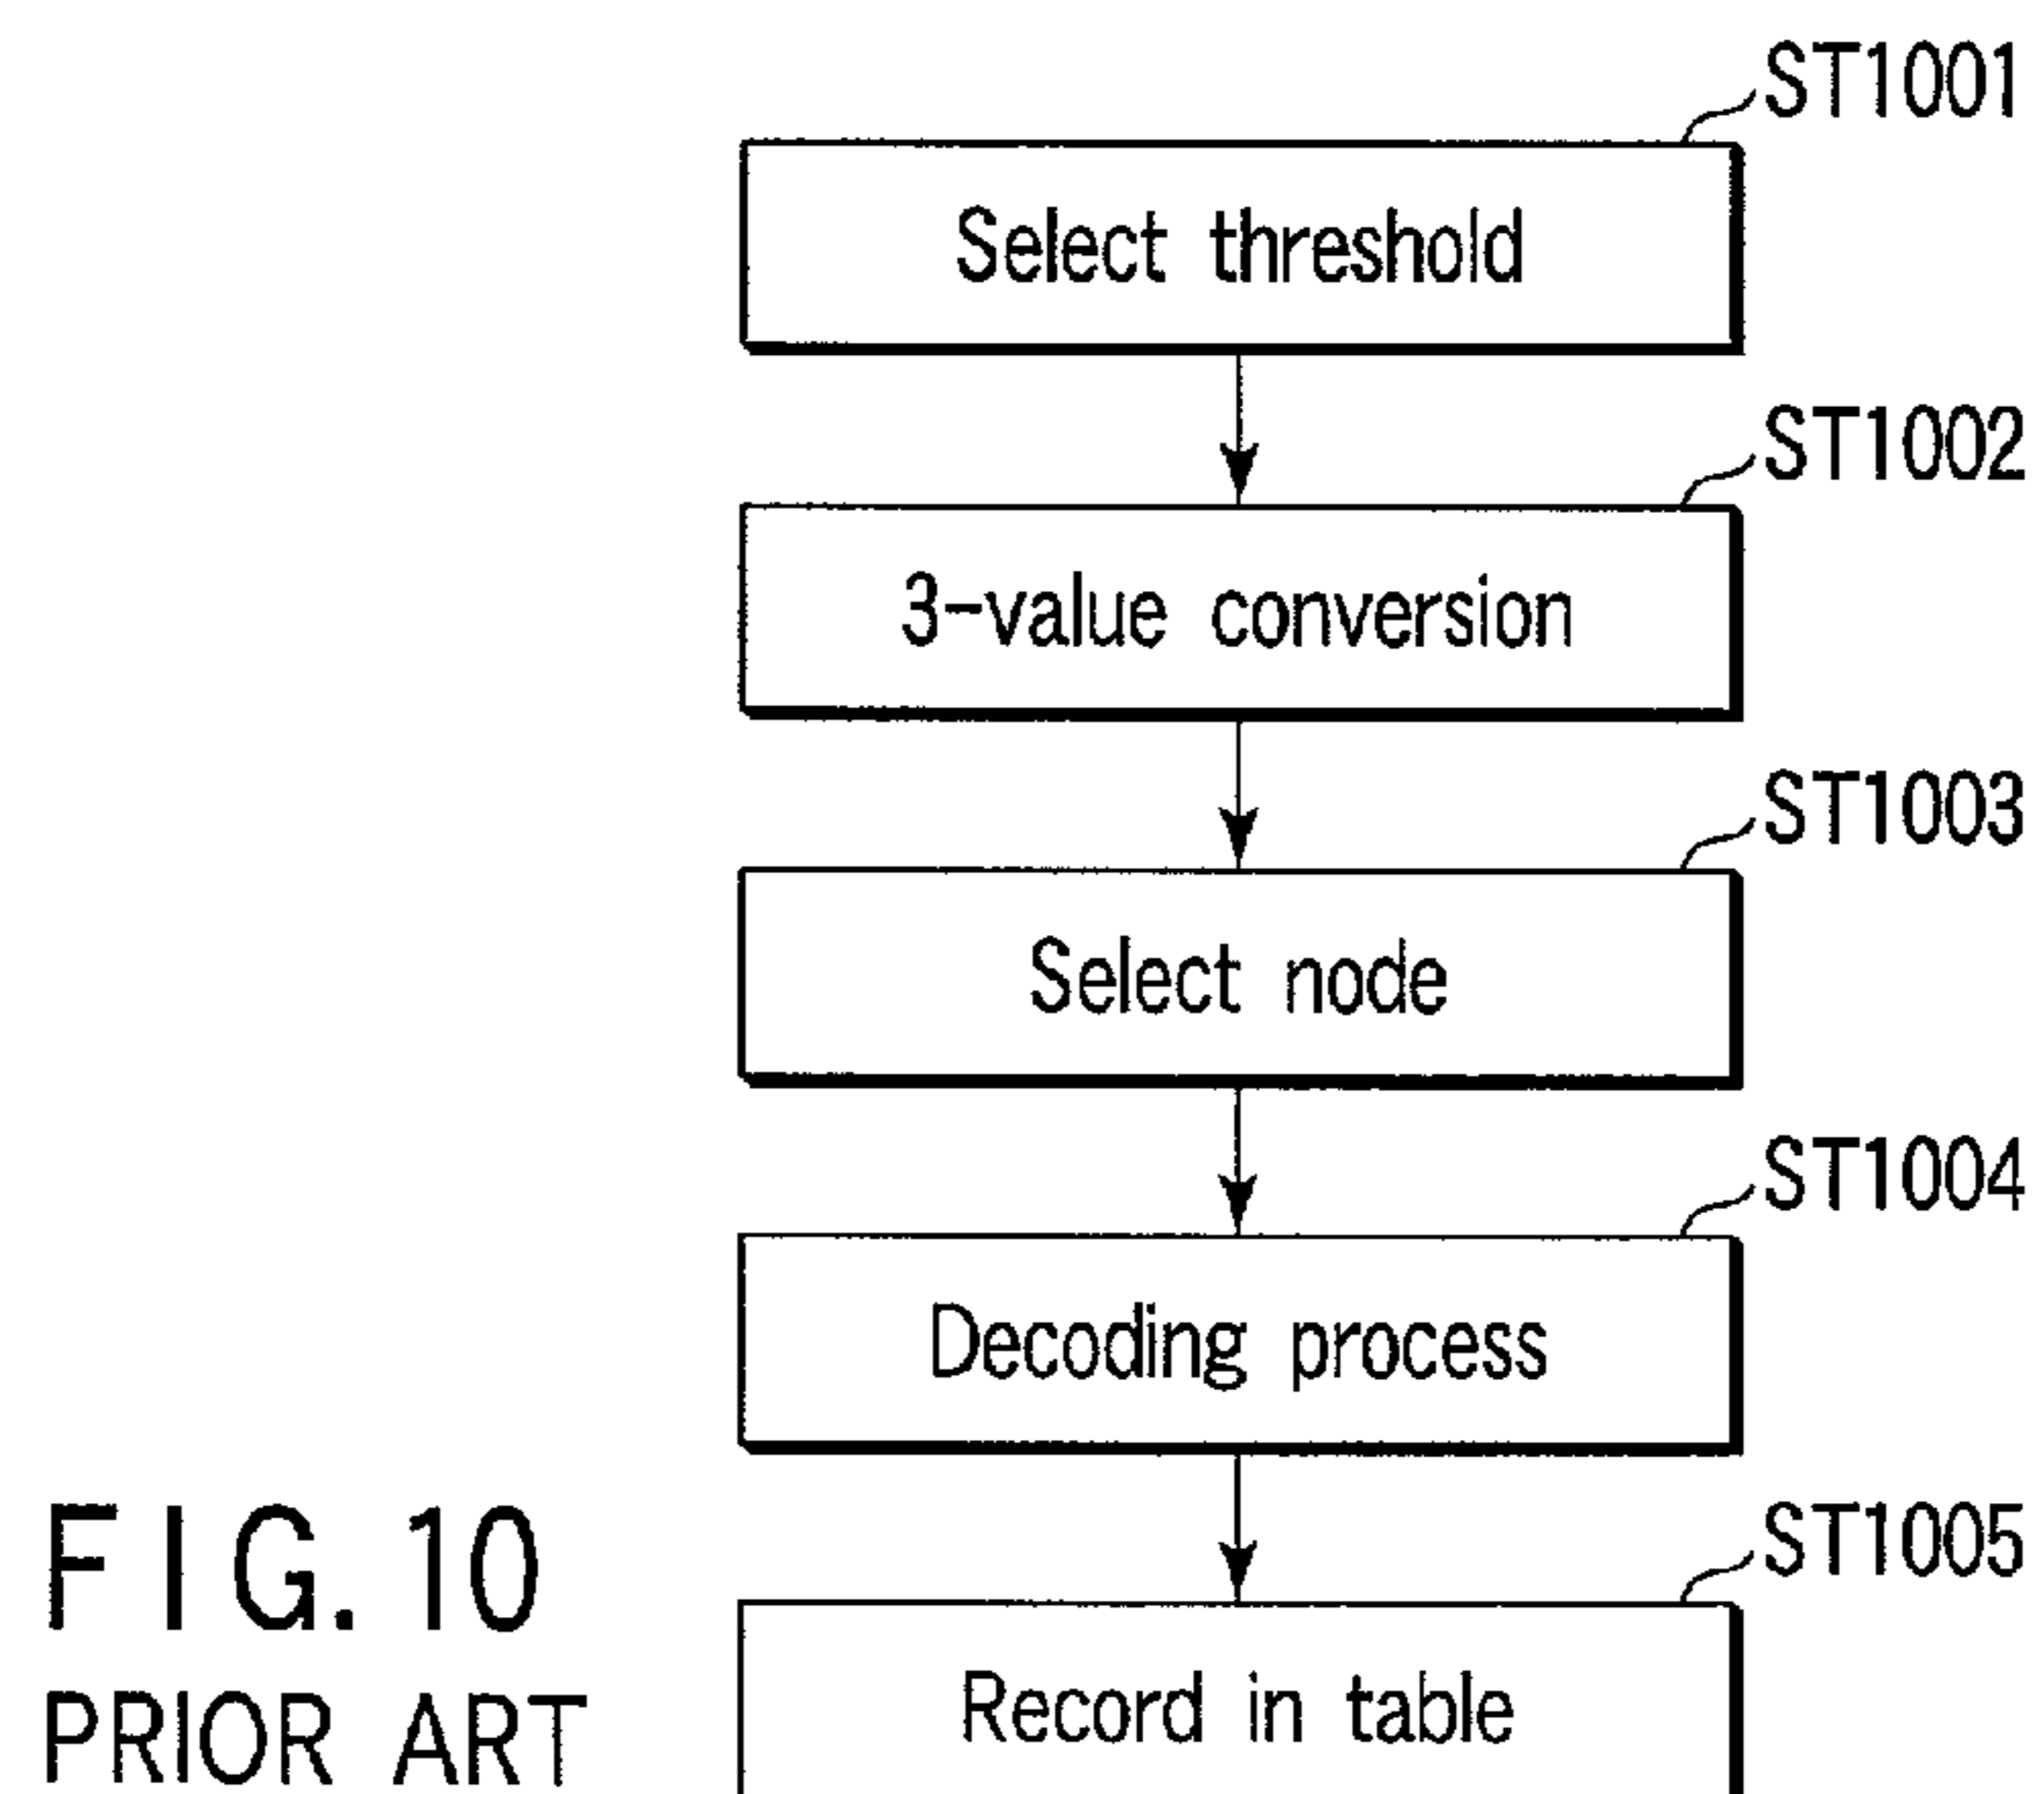 ST1001
Select threshold
ST1002
3-value conversion
ST1003
Select node
ST1004
Decoding process
ST1005
Record in table
FIG. 10
PRIOR ART